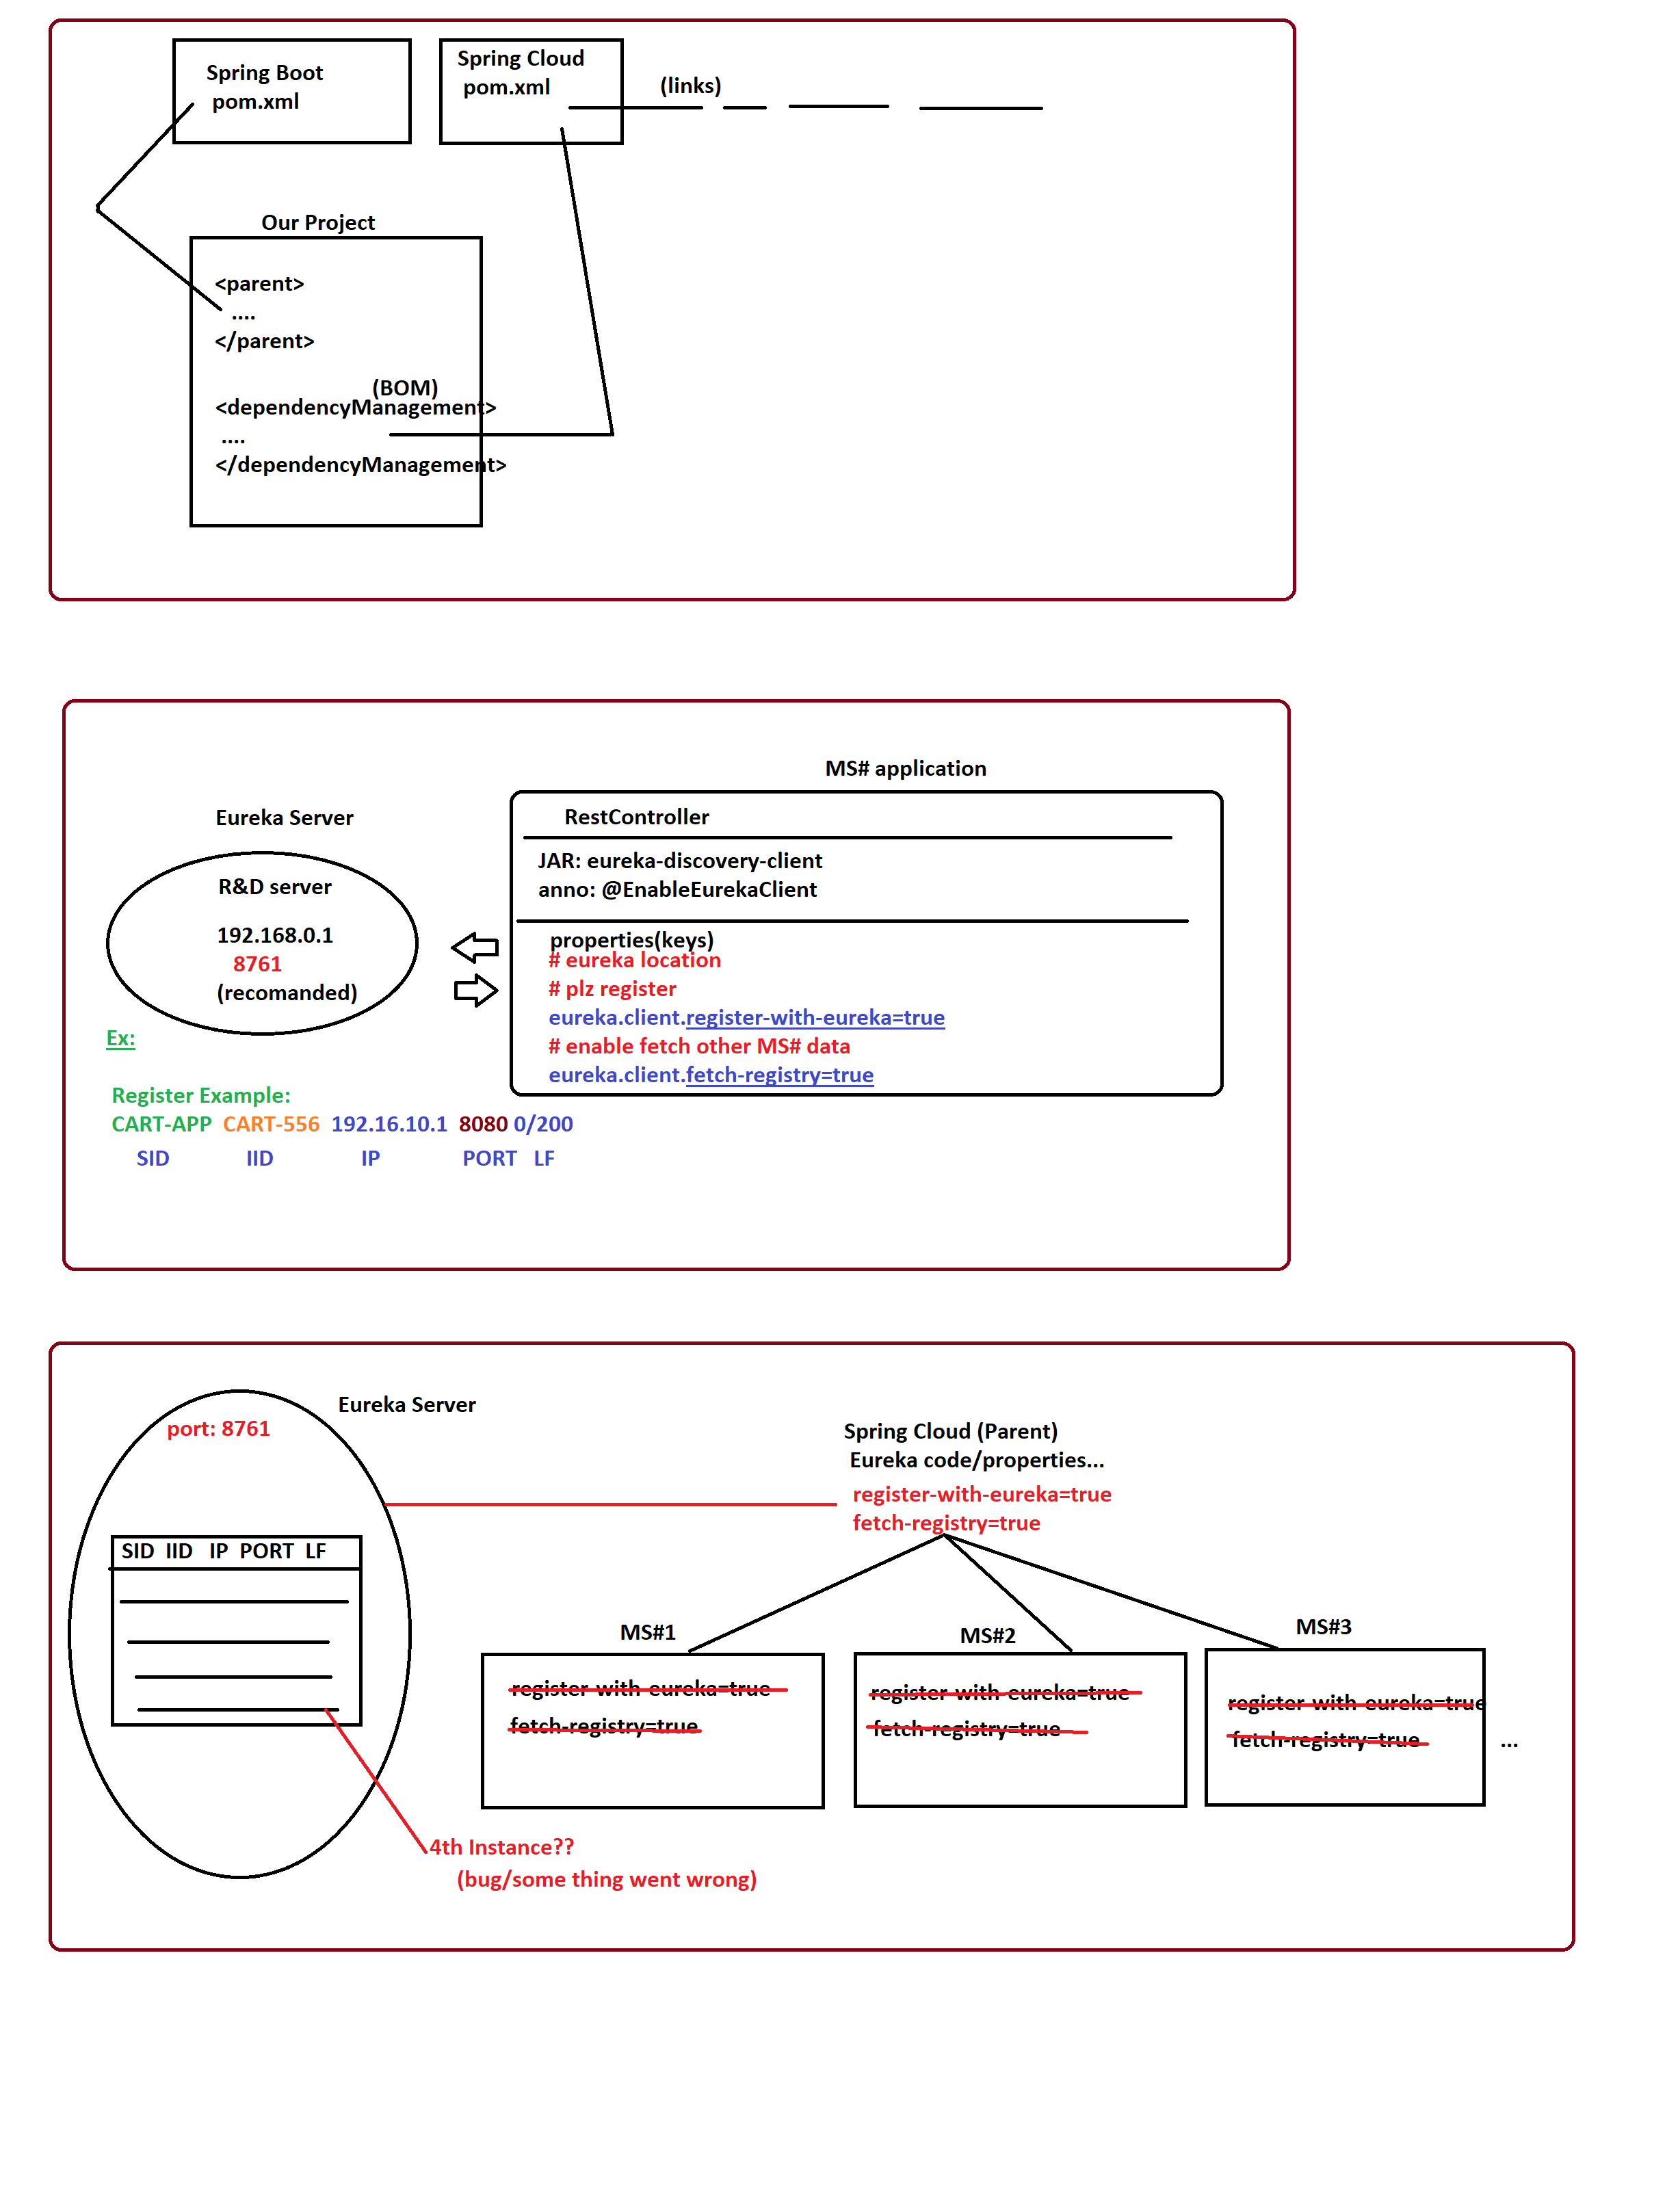 Spring Boot
pom.xml
Spring Cloud
pom.xml
(links)
Our Project
<parent>
....
</parent>
(BOM)
<dependencyManagement>
....
</dependencyManagement>
MS# application
Eureka Server
R&D server
192.168.0.1
8761
(recomanded)
RestController
JAR: eureka-discovery-client
anno: @EnableEurekaClient
properties(keys)
# eureka location
# plz register
eureka.client.register-with-eureka=true
# enable fetch other MS# data
eureka.client.fetch-registry=true
Ex:
Register Example:
CART-APP CART-556 192.16.10.1 8080 0/200
SID IID IP PORT LF
Eureka Server
port: 8761
SID IID IP PORT LF
Spring Cloud (Parent)
Eureka code/properties...
register-with-eureka=true
fetch-registry=true
MS#1
register-with-eureka=true
fetch-registry=true
MS#2
register-with-eureka=true
fetch-registry=true
MS#3
register-with-eureka=true
fetch-registry=true
...
4th Instance??
(bug/some thing went wrong)